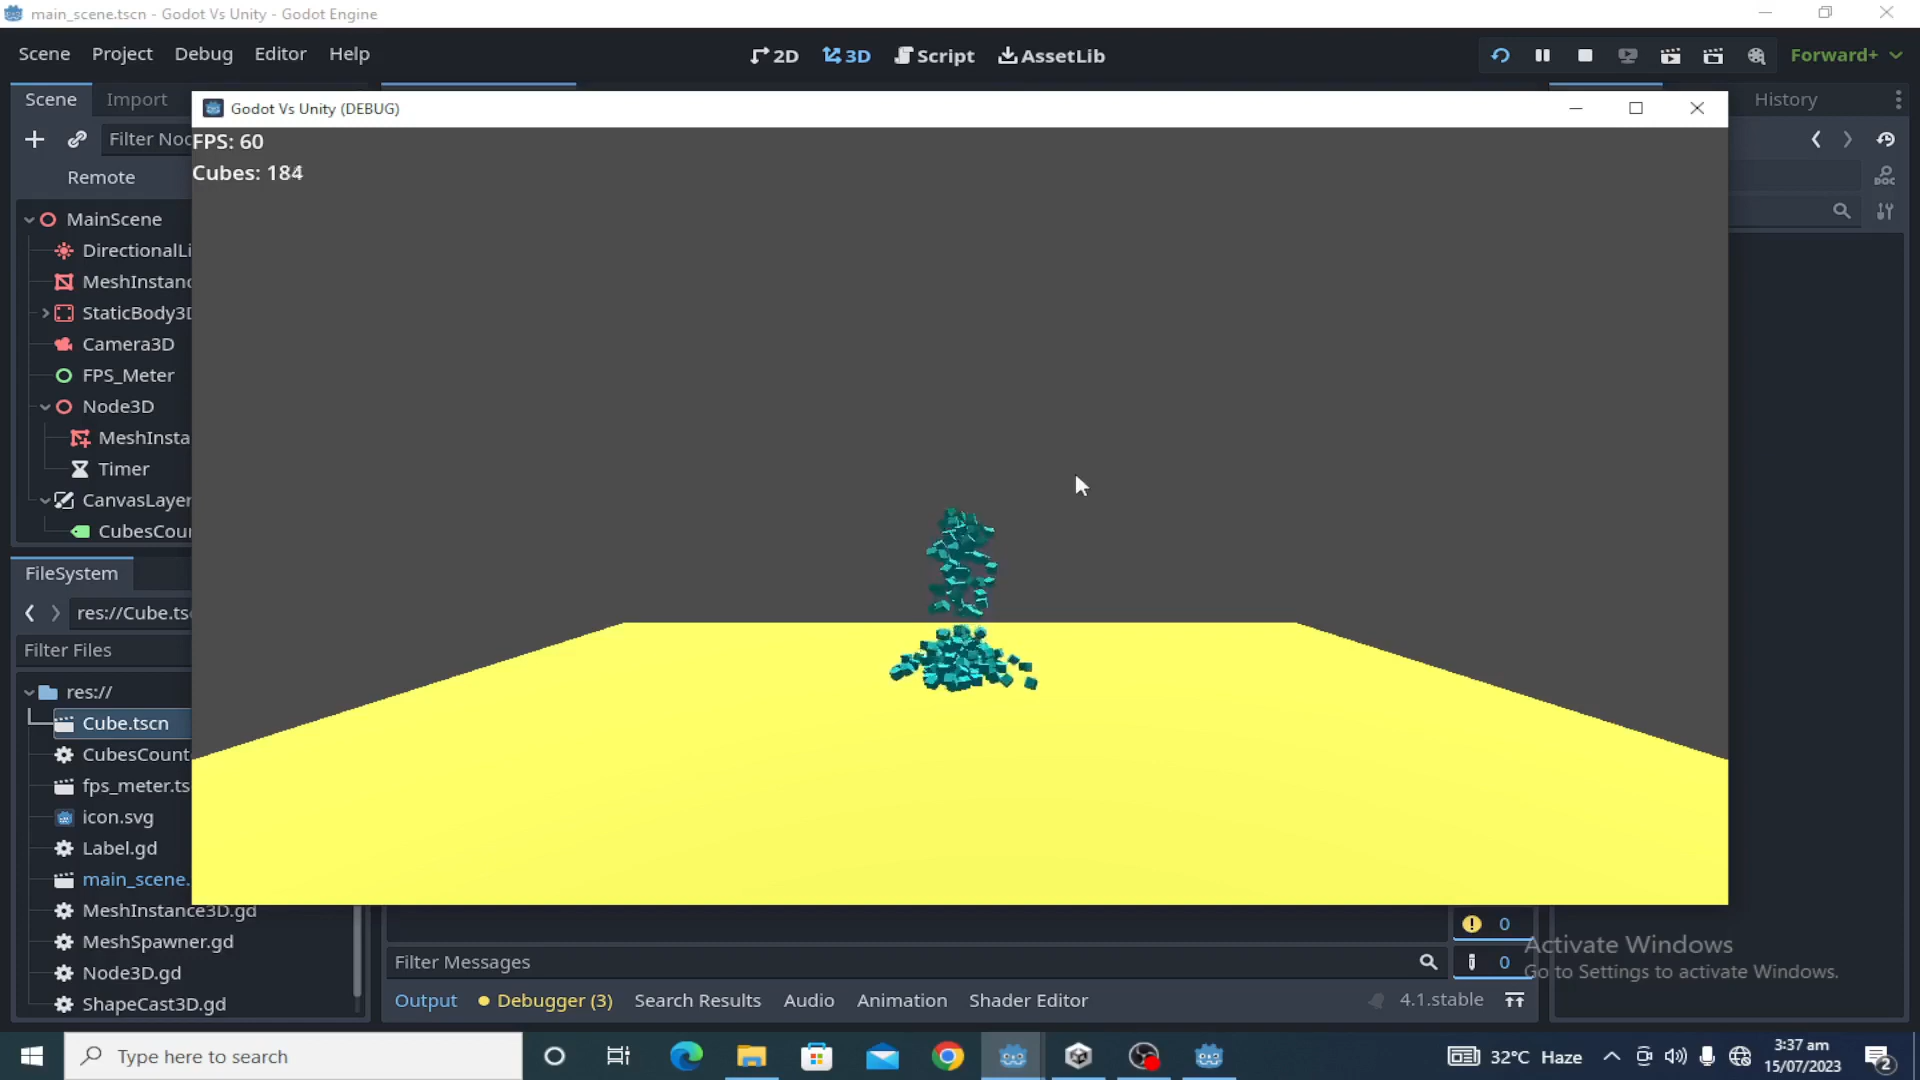 main_scene.tscn - Godot Vs Unity - Godot Engine
Scene Project Debug Editor Help
2D 3D Script AssetLib
Forward+
Scene Import
History
Godot Vs Unity (DEBUG)
Filter Noc
FPS: 60
Cubes: 184
Remote
DOC
MainScene
DirectionalLi
MeshInstanc
StaticBody3D
Camera3D
FPS_Meter
Node3D
MeshInsta
Timer
CanvasLayer
CubesCour
FileSystem
res://Cube.ts
Filter Files
res://
Cube.tscn
CubesCount
fps_meter.ts
icon.svg
Label.gd
main_scene.
MeshInstance3D.gd
MeshSpawner.gd
Node3D.gd
ShapeCast3D.gd
0
Filter Messages
0
Output Debugger (3) Search Results Audio Animation Shader Editor
4.1.stable
Activate Windows
Go to Settings to activate Windows.
Type here to search
32°C Haze
3:37 am
15/07/2023
2